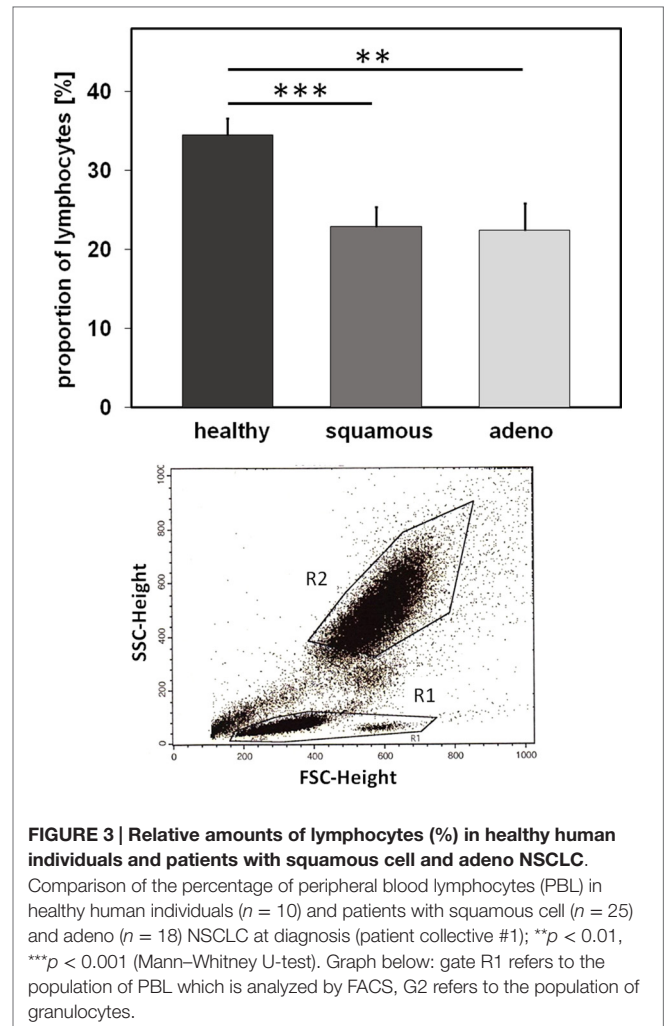 proportion of lymphocytes [%]
40
30
20
10
0
***
**
healthy squamous adeno
SSC-Height
1000
800
600
400
200
0
R2
R1
R1
0 200 400 600 800 1000
FSC-Height
FIGURE 3 | Relative amounts of lymphocytes (%) in healthy human
individuals and patients with squamous cell and adeno NSCLC.
Comparison of the percentage of peripheral blood lymphocytes (PBL) in
healthy human individuals (n = 10) and patients with squamous cell (n = 25)
and adeno (n = 18) NSCLC at diagnosis (patient collective #1); **p < 0.01,
***p < 0.001 (Mann–Whitney U-test). Graph below: gate R1 refers to the
population of PBL which is analyzed by FACS, G2 refers to the population of
granulocytes.